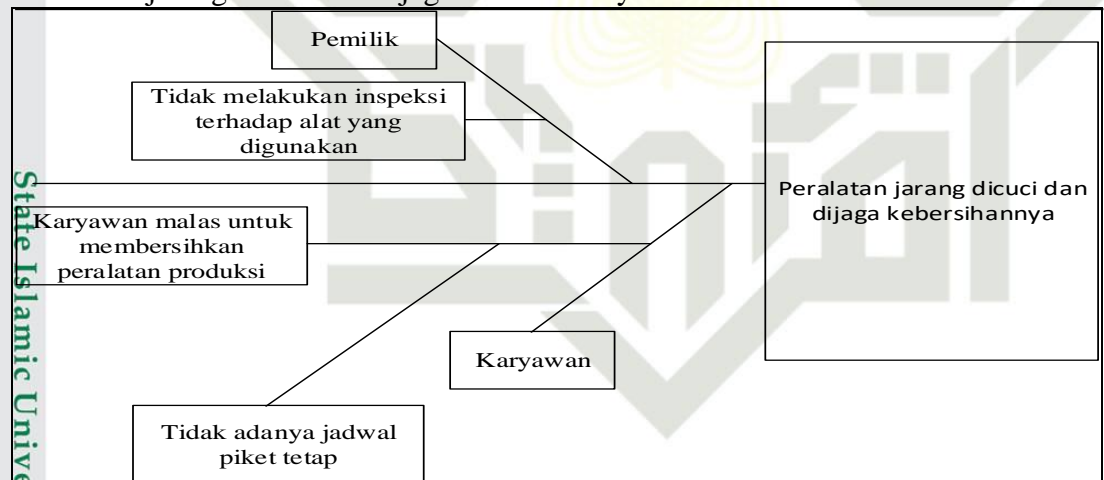 Pemilik
Tidak melakukan inspeksi
terhadap alat yang
digunakan
Peralatan jarang dicuci dan
dijaga kebersihannya
Karyawan malas untuk
membersihkan
peralatan produksi
Karyawan
Tidak adanya jadwal
piket tetap
State Islamic Unive